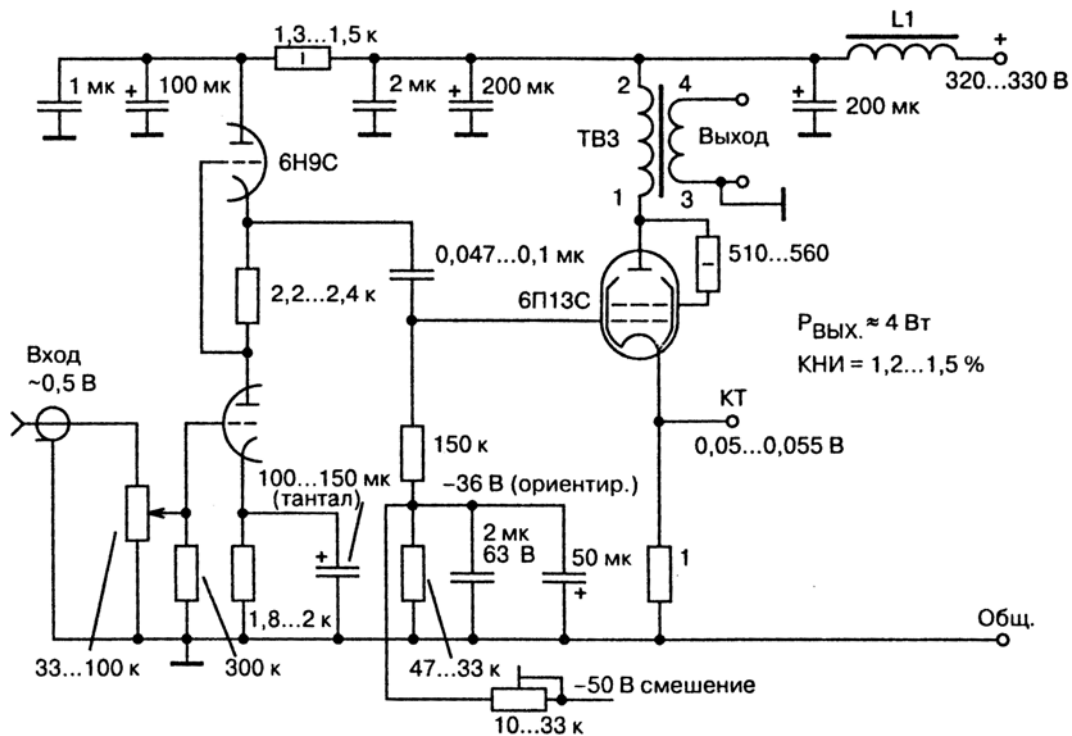 L1
1,3...1,5 к
+
1 мк
+ 100 мк
2 мк
+ 200 мк
2
4
+
320...330 В
200 мк
ТВЗ
Выход
6Н9С
1
3
0,047...0,1 мк
510...560
2,2...2,4 к
6П13С
РВЫХ. ≈ 4 Вт
КНИ = 1,2...1,5 %
Вход
~0,5 В
КТ
0,05...0,055 В
150 к
100...150 мк
(тантал)
–36 В (ориентир.)
2 мк
63 В
50 мк
+
+
1
1,8...2 к
Общ.
33...100 к
300 к
47...33 к
–50 В смешение
10...33 к